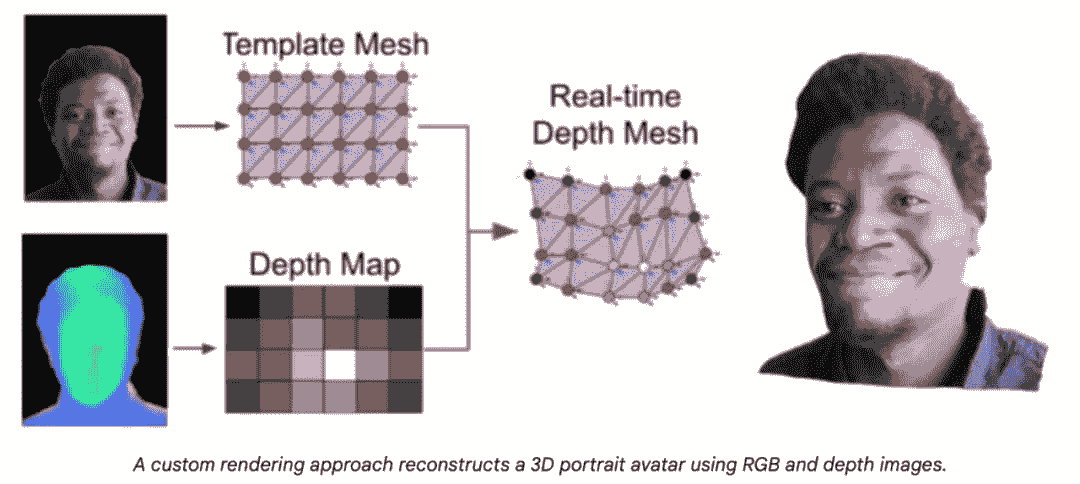 Template Mesh
Real-time
Depth Mesh
Depth Map
A custom rendering approach reconstructs a 3D portrait avatar using RGB and depth images.